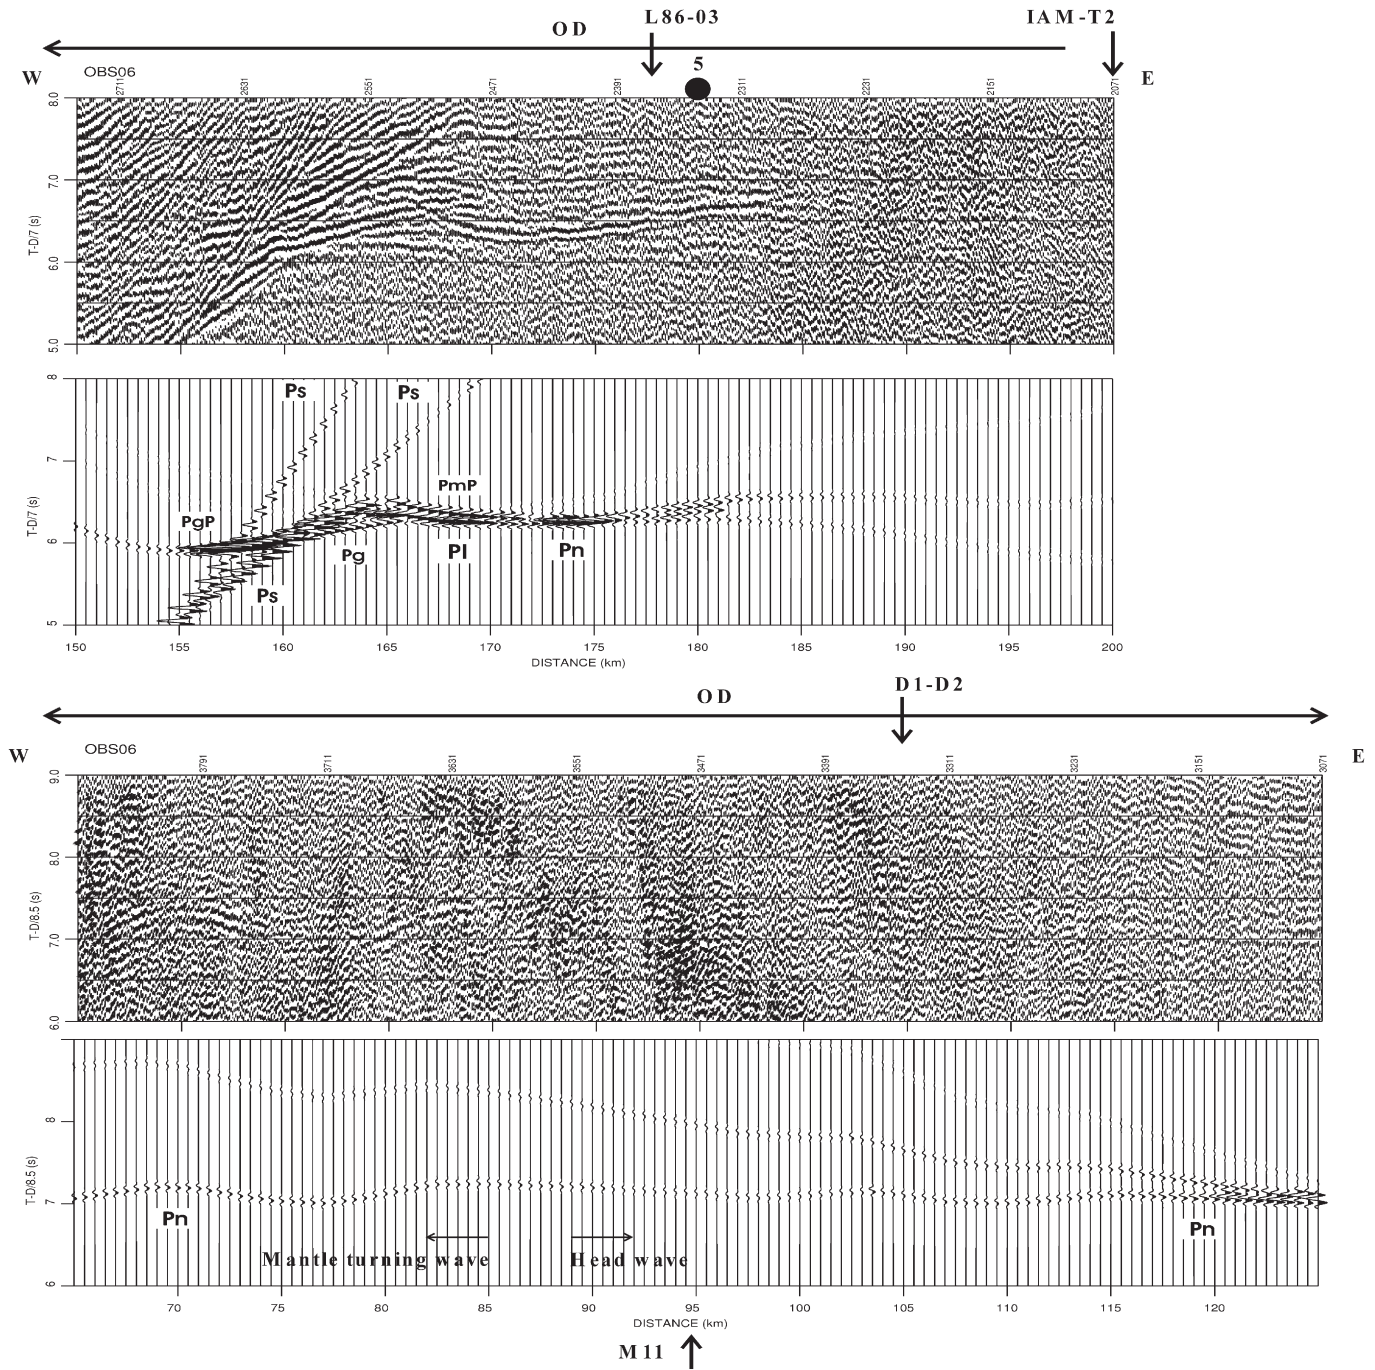 L86-03 IAM-T2
OD
5
W OBS06 E
2711 2631 2551 2471 2391 2311 2231 2151 2071
8.0
7.0
6.0
5.0
T-D/7 (s)
8
7
6
5
T-D/7 (s)
Ps Ps
PmP
PgP
Pg Pl Pn
Ps
150 155 160 165 170 175 180 185 190 195 200
DISTANCE (km)
D1-D2
OD
W OBS06 E
3791 3711 3631 3551 3471 3391 3311 3231 3151 3071
9.0
8.0
7.0
6.0
T-D/8.5 (s)
8
7
6
T-D/8.5 (s)
Pn Pn
Mantle turning wave Head wave
70 75 80 85 90 95 100 105 110 115 120
DISTANCE (km)
M11